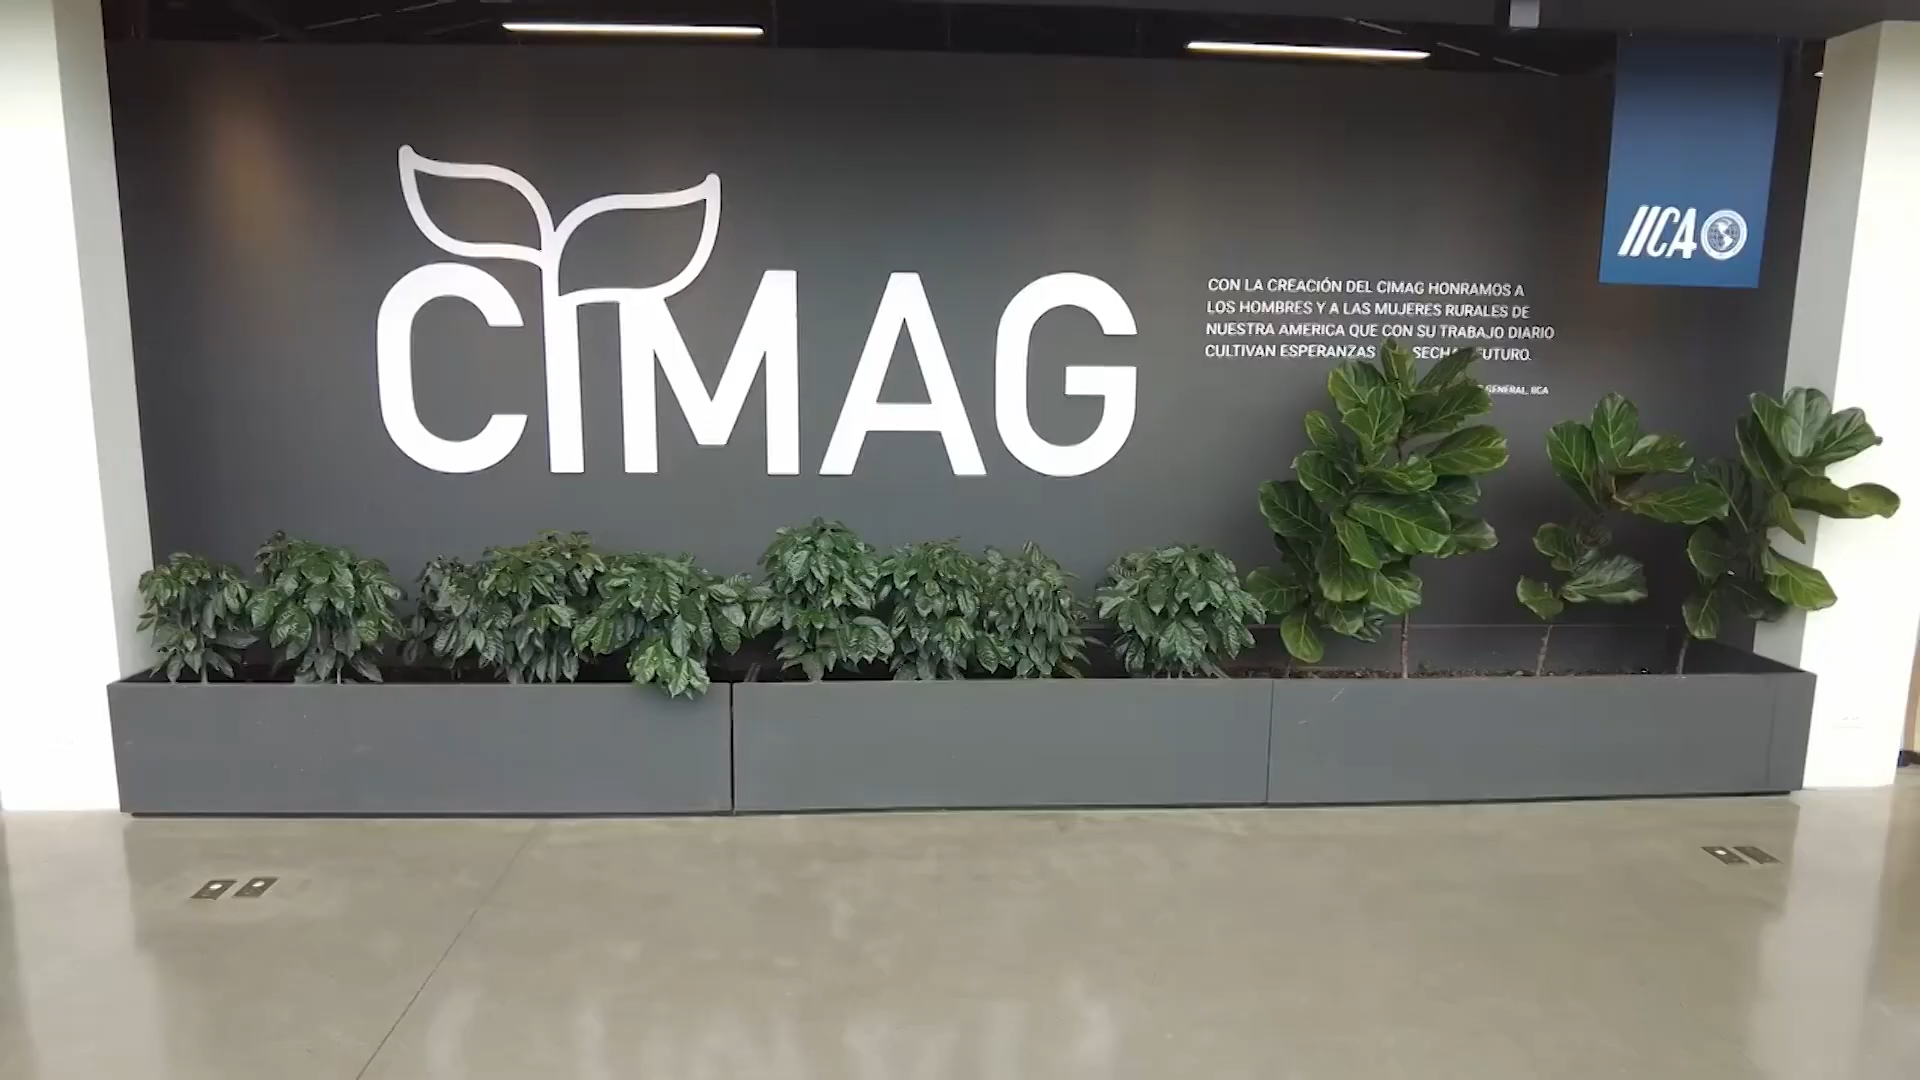 CIMAG
CON LA CREACIÓN DEL CIMAG HONRAMOS A
LOS HOMBRES Y A LAS MUJERES RURALES DE
NUESTRA AMERICA QUE CON SU TRABAJO DIARIO
CULTIVAN ESPERANZAS FUTURO.
GENERAL, IICA
IICA